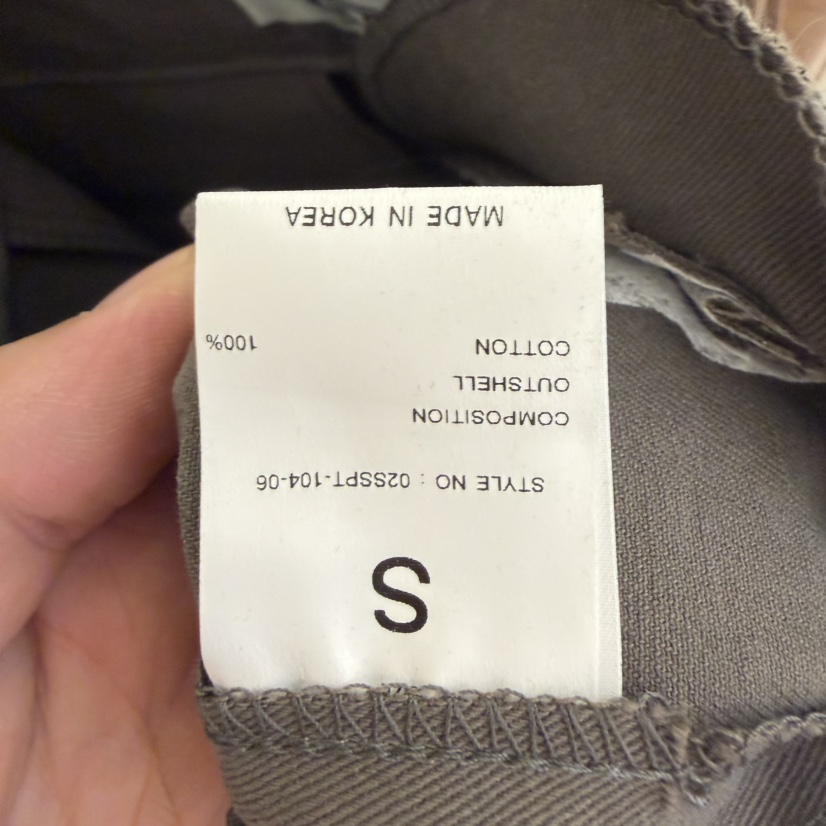 S
STYLE NO : 02SSPT-104-06
COMPOSITION
OUTSHELL
COTTON 100%
MADE IN KOREA